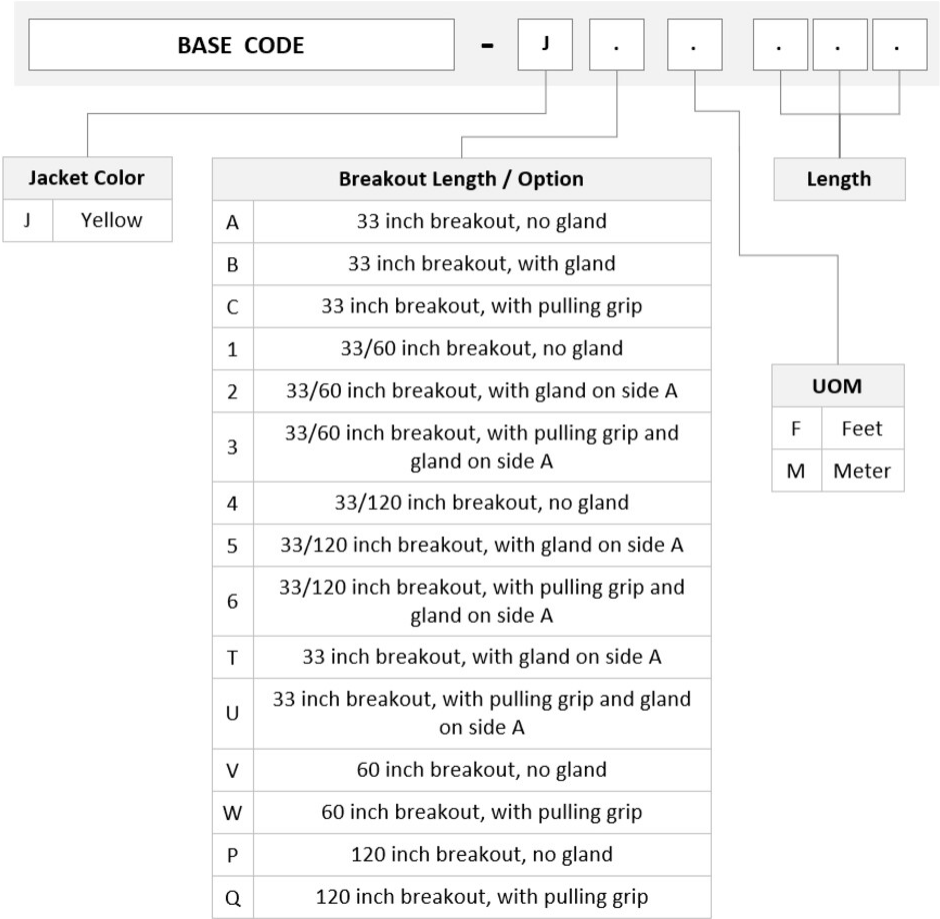 BASE CODE - J . . . . .
Jacket Color
J Yellow
Breakout Length / Option
A 33 inch breakout, no gland
B 33 inch breakout, with gland
C 33 inch breakout, with pulling grip
1 33/60 inch breakout, no gland
2 33/60 inch breakout, with gland on side A
3 33/60 inch breakout, with pulling grip and
gland on side A
4 33/120 inch breakout, no gland
5 33/120 inch breakout, with gland on side A
6 33/120 inch breakout, with pulling grip and
gland on side A
T 33 inch breakout, with gland on side A
U 33 inch breakout, with pulling grip and gland
on side A
V 60 inch breakout, no gland
W 60 inch breakout, with pulling grip
P 120 inch breakout, no gland
Q 120 inch breakout, with pulling grip
Length
UOM
F Feet
M Meter